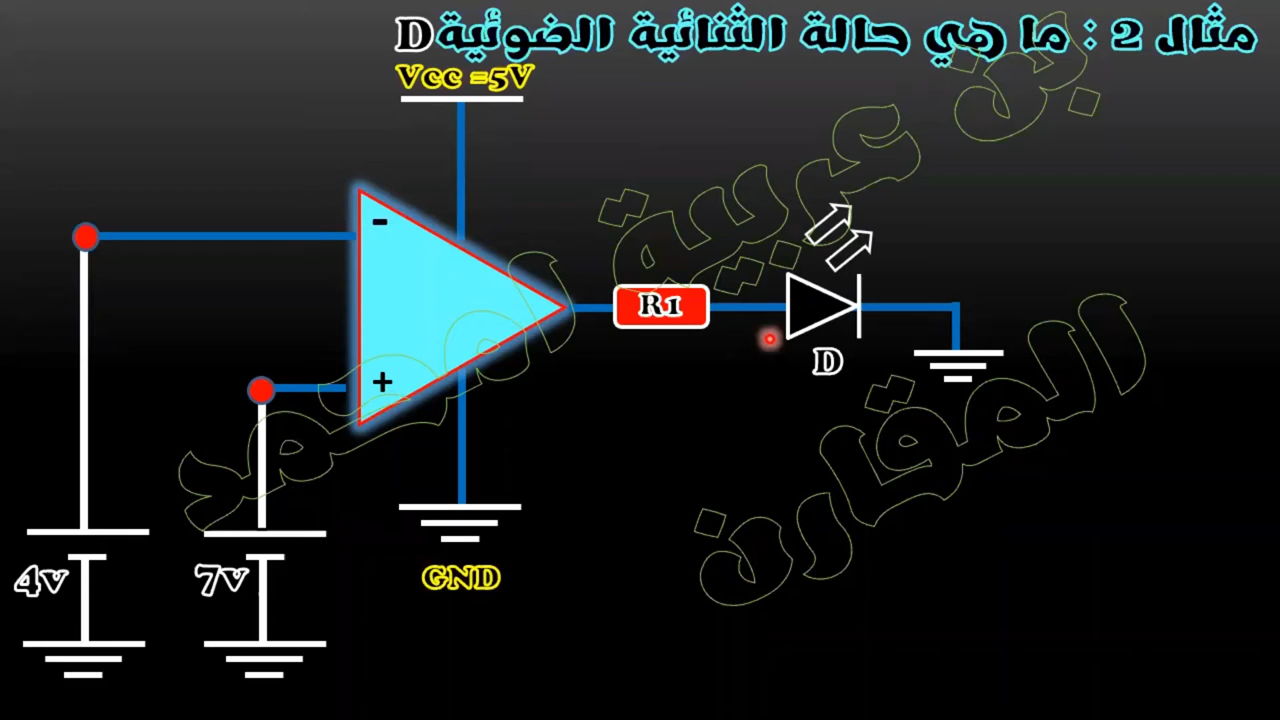 مثال 2 : ما هي حالة الثنائية الضوئية D
Vcc =5V
-
+
R1
D
4v
7v
GND
المقارن